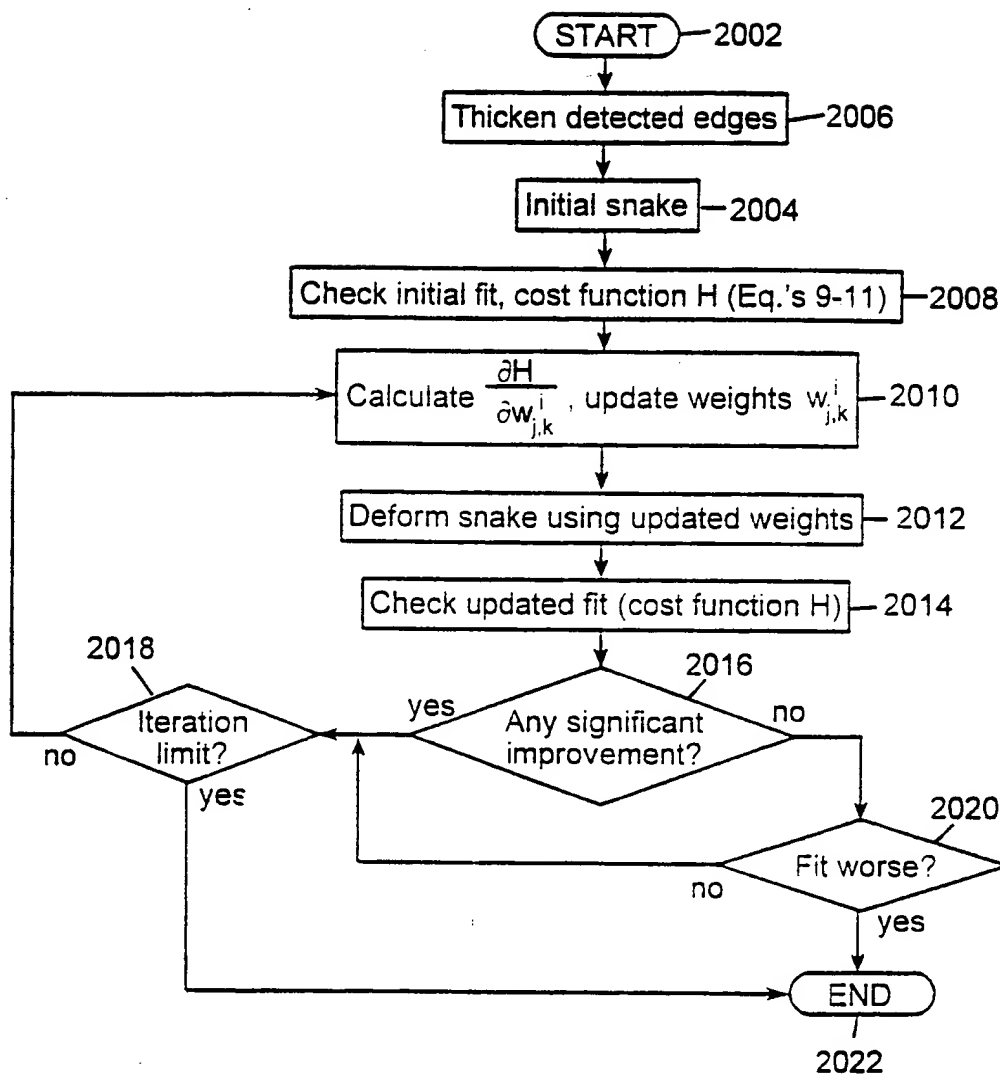 START 2002
Thicken detected edges 2006
Initial snake 2004
Check initial fit, cost function H (Eq.'s 9-11) 2008
Calculate ∂H/∂w^i_{j,k}, update weights w^i_{j,k} 2010
Deform snake using updated weights 2012
Check updated fit (cost function H) 2014
2018
2016
Iteration
limit?
no
yes
yes
Any significant
improvement?
no
2020
Fit worse?
no
yes
END
2022